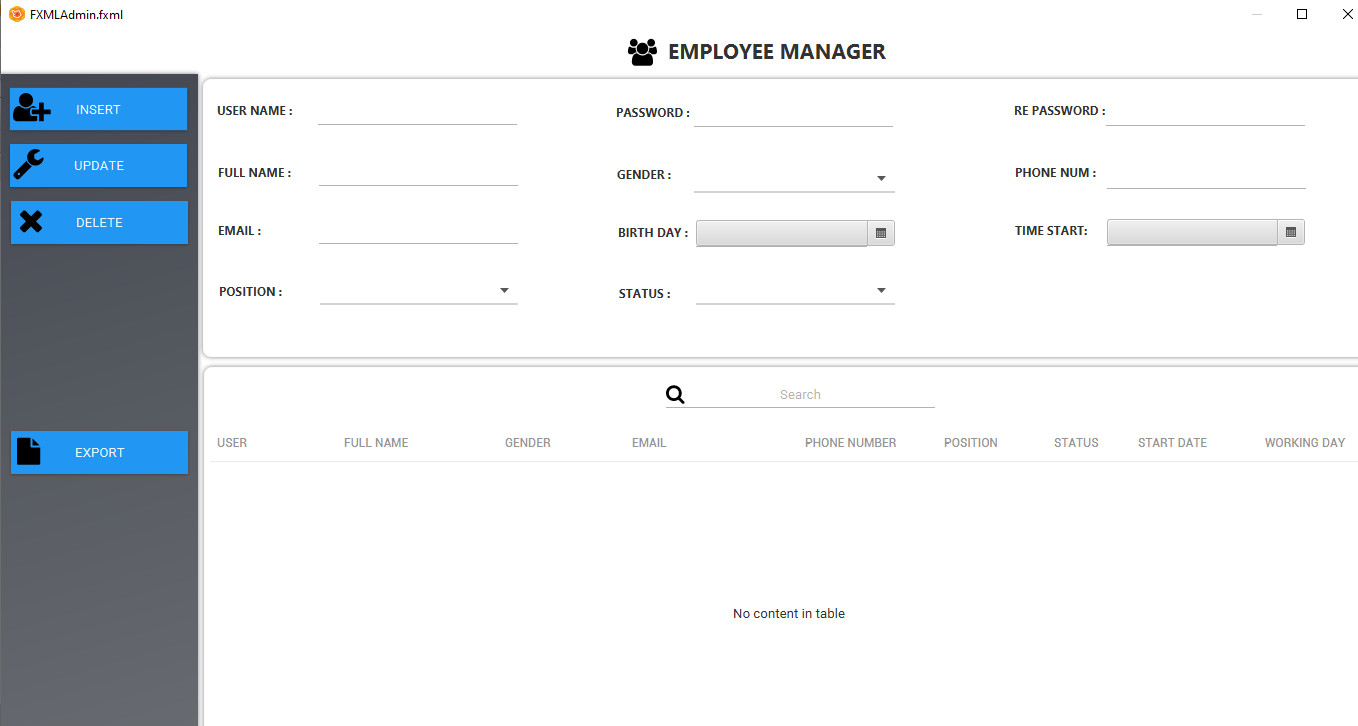 FXMLAdmin.fxml
EMPLOYEE MANAGER
INSERT
UPDATE
DELETE
EXPORT
USER NAME : PASSWORD : RE PASSWORD :
FULL NAME : GENDER : PHONE NUM :
EMAIL : BIRTH DAY : TIME START:
POSITION : STATUS :
Search
USER FULL NAME GENDER EMAIL PHONE NUMBER POSITION STATUS START DATE WORKING DAY
No content in table